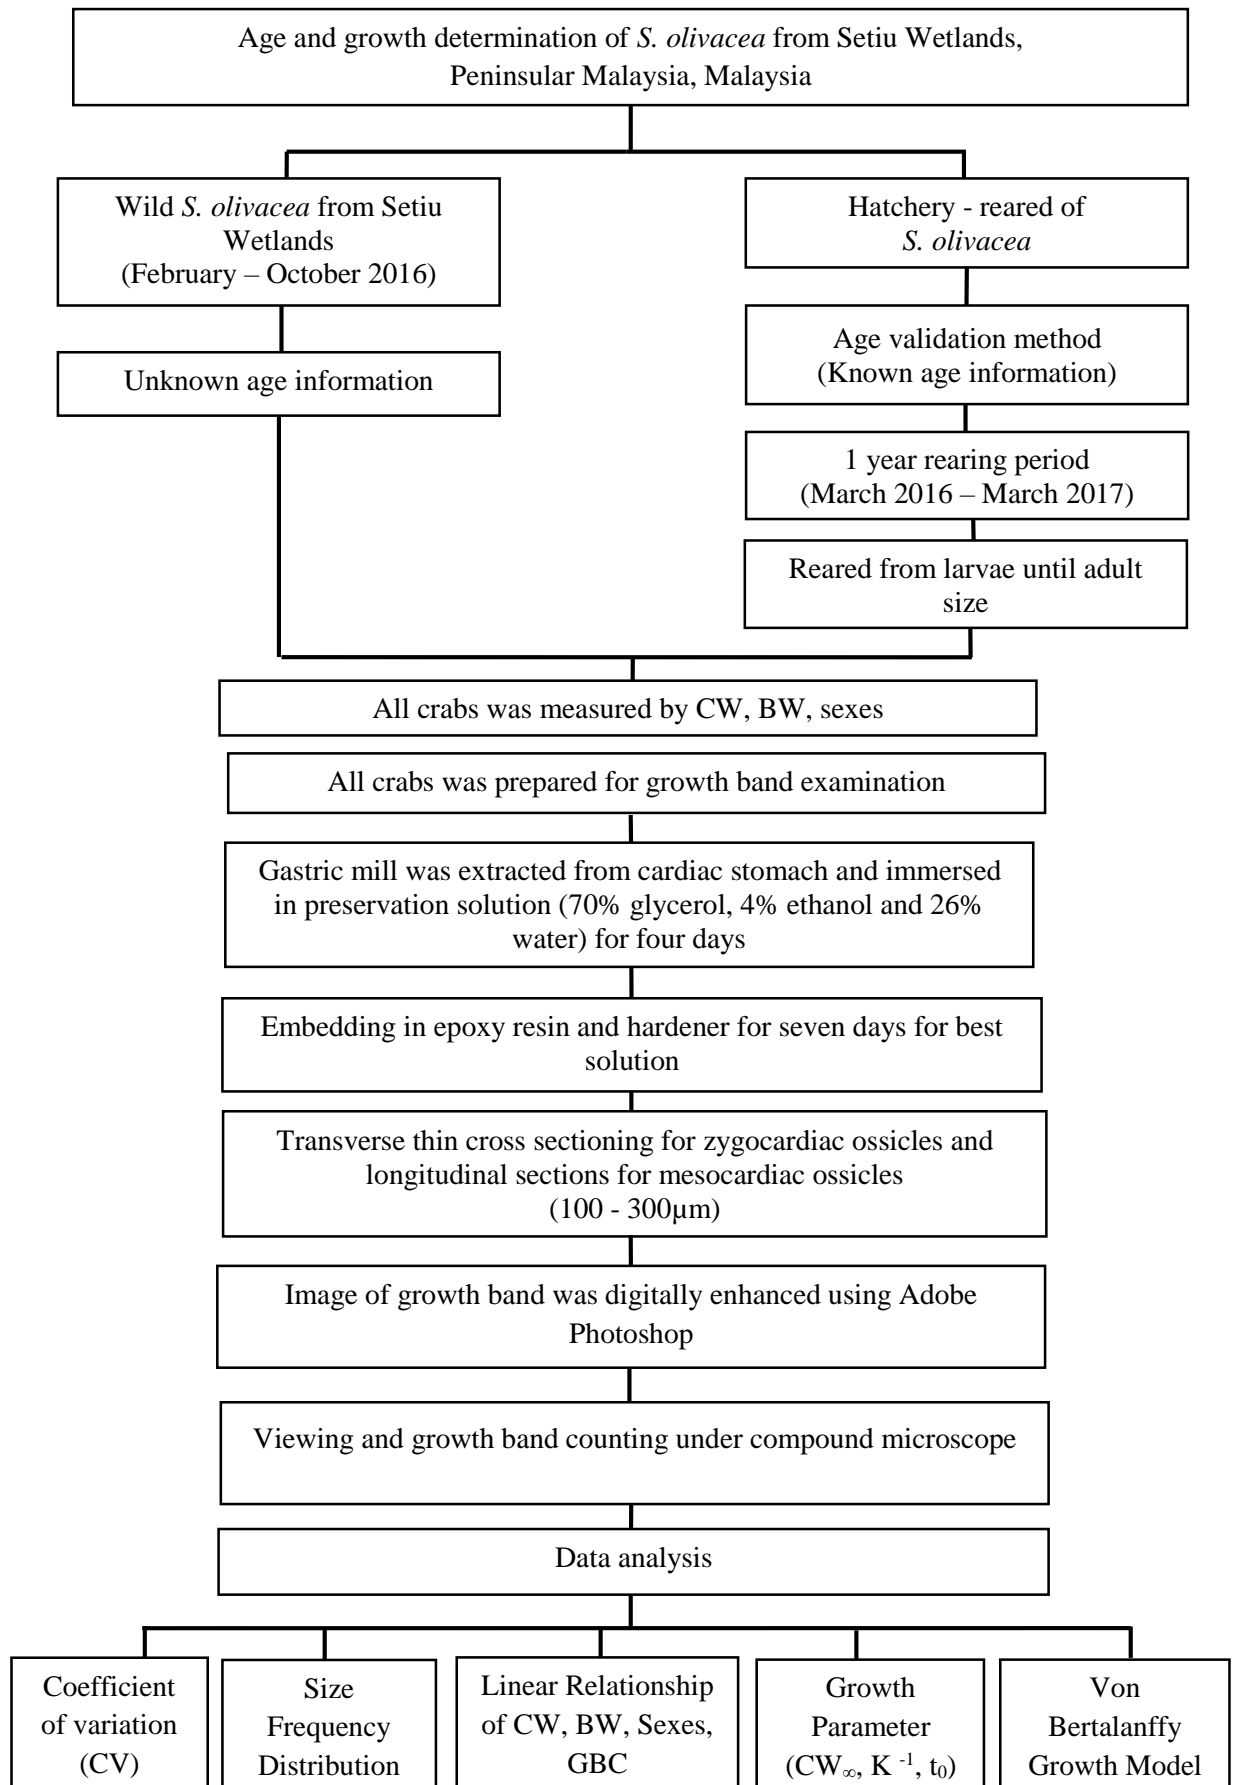 Age and growth determination of S. olivacea from Setiu Wetlands,
Peninsular Malaysia, Malaysia
Wild S. olivacea from Setiu
Wetlands
(February – October 2016)
Unknown age information
Hatchery - reared of
S. olivacea
Age validation method
(Known age information)
1 year rearing period
(March 2016 – March 2017)
Reared from larvae until adult
size
All crabs was measured by CW, BW, sexes
All crabs was prepared for growth band examination
Gastric mill was extracted from cardiac stomach and immersed
in preservation solution (70% glycerol, 4% ethanol and 26%
water) for four days
Embedding in epoxy resin and hardener for seven days for best
solution
Transverse thin cross sectioning for zygocardiac ossicles and
longitudinal sections for mesocardiac ossicles
(100 - 300µm)
Image of growth band was digitally enhanced using Adobe
Photoshop
Viewing and growth band counting under compound microscope
Data analysis
Coefficient
of variation
(CV)
Size
Frequency
Distribution
Linear Relationship
of CW, BW, Sexes,
GBC
Growth
Parameter
(CW∞, K ⁻¹, t₀)
Von
Bertalanffy
Growth Model